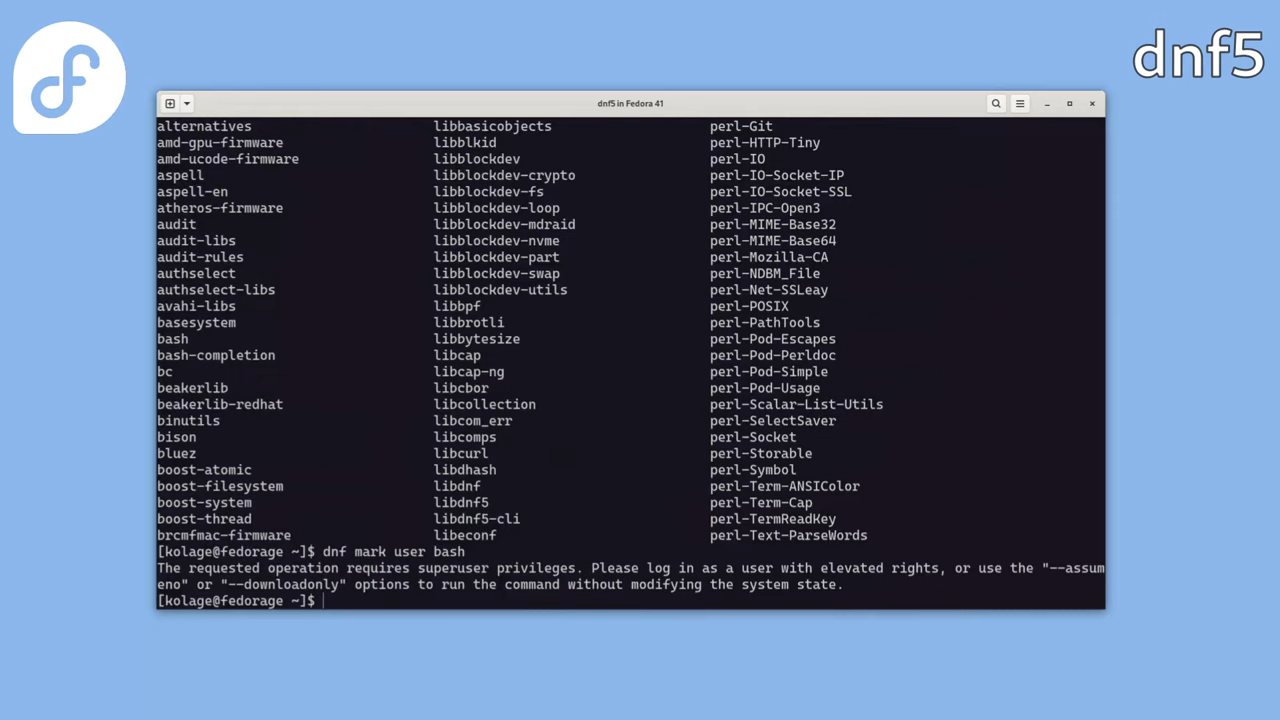 dnf5
dnf5 in Fedora 41
alternatives libbasicobjects perl-Git
amd-gpu-firmware libblkid perl-HTTP-Tiny
amd-ucode-firmware libblockdev perl-IO
aspell libblockdev-crypto perl-IO-Socket-IP
aspell-en libblockdev-fs perl-IO-Socket-SSL
atheros-firmware libblockdev-loop perl-IPC-Open3
audit libblockdev-mdraid perl-MIME-Base32
audit-libs libblockdev-nvme perl-MIME-Base64
audit-rules libblockdev-part perl-Mozilla-CA
authselect libblockdev-swap perl-NDBM_File
authselect-libs libblockdev-utils perl-Net-SSLeay
avahi-libs libbpf perl-POSIX
basesystem libbrotli perl-PathTools
bash libbytesize perl-Pod-Escapes
bash-completion libcap perl-Pod-Perldoc
bc libcap-ng perl-Pod-Simple
beakerlib libcbor perl-Pod-Usage
beakerlib-redhat libcollection perl-Scalar-List-Utils
binutils libcom_err perl-SelectSaver
bison libcomps perl-Socket
bluez libcurl perl-Storable
boost-atomic libdhash perl-Symbol
boost-filesystem libdnf perl-Term-ANSIColor
boost-system libdnf5 perl-Term-Cap
boost-thread libdnf5-cli perl-TermReadKey
brcmfmac-firmware libeconf perl-Text-ParseWords
[kolage@fedorage ~]$ dnf mark user bash
The requested operation requires superuser privileges. Please log in as a user with elevated rights, or use the "--assum
eno" or "--downloadonly" options to run the command without modifying the system state.
[kolage@fedorage ~]$